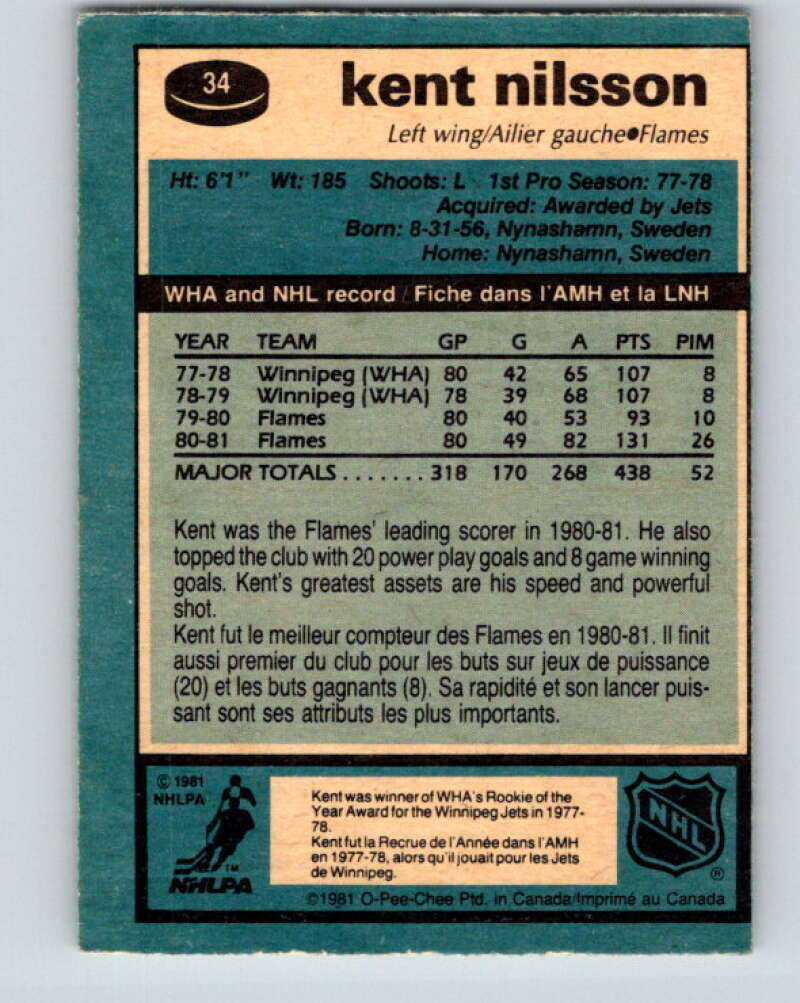 34
kent nilsson
Left wing/Ailier gauche●Flames
Ht: 6'1" Wt: 185 Shoots: L 1st Pro Season: 77-78
Acquired: Awarded by Jets
Born: 8-31-56, Nynashamn, Sweden
Home: Nynashamn, Sweden
WHA and NHL record / Fiche dans l'AMH et la LNH
YEAR TEAM GP G A PTS PIM
77-78 Winnipeg (WHA) 80 42 65 107 8
78-79 Winnipeg (WHA) 78 39 68 107 8
79-80 Flames 80 40 53 93 10
80-81 Flames 80 49 82 131 26
MAJOR TOTALS.......318 170 268 438 52
Kent was the Flames' leading scorer in 1980-81. He also
topped the club with 20 power play goals and 8 game winning
goals. Kent's greatest assets are his speed and powerful
shot.
Kent fut le meilleur compteur des Flames en 1980-81. Il finit
aussi premier du club pour les buts sur jeux de puissance
(20) et les buts gagnants (8). Sa rapidité et son lancer puis-
sant sont ses attributs les plus importants.
© 1981
NHLPA
TM
NHLPA
Kent was winner of WHA's Rookie of the
Year Award for the Winnipeg Jets in 1977-
78.
Kent fut la Recrue de l'Année dans l'AMH
en 1977-78, alors qu'il jouait pour les Jets
de Winnipeg.
NHL
®
©1981 O-Pee-Chee Ptd. in Canada/Imprimé au Canada